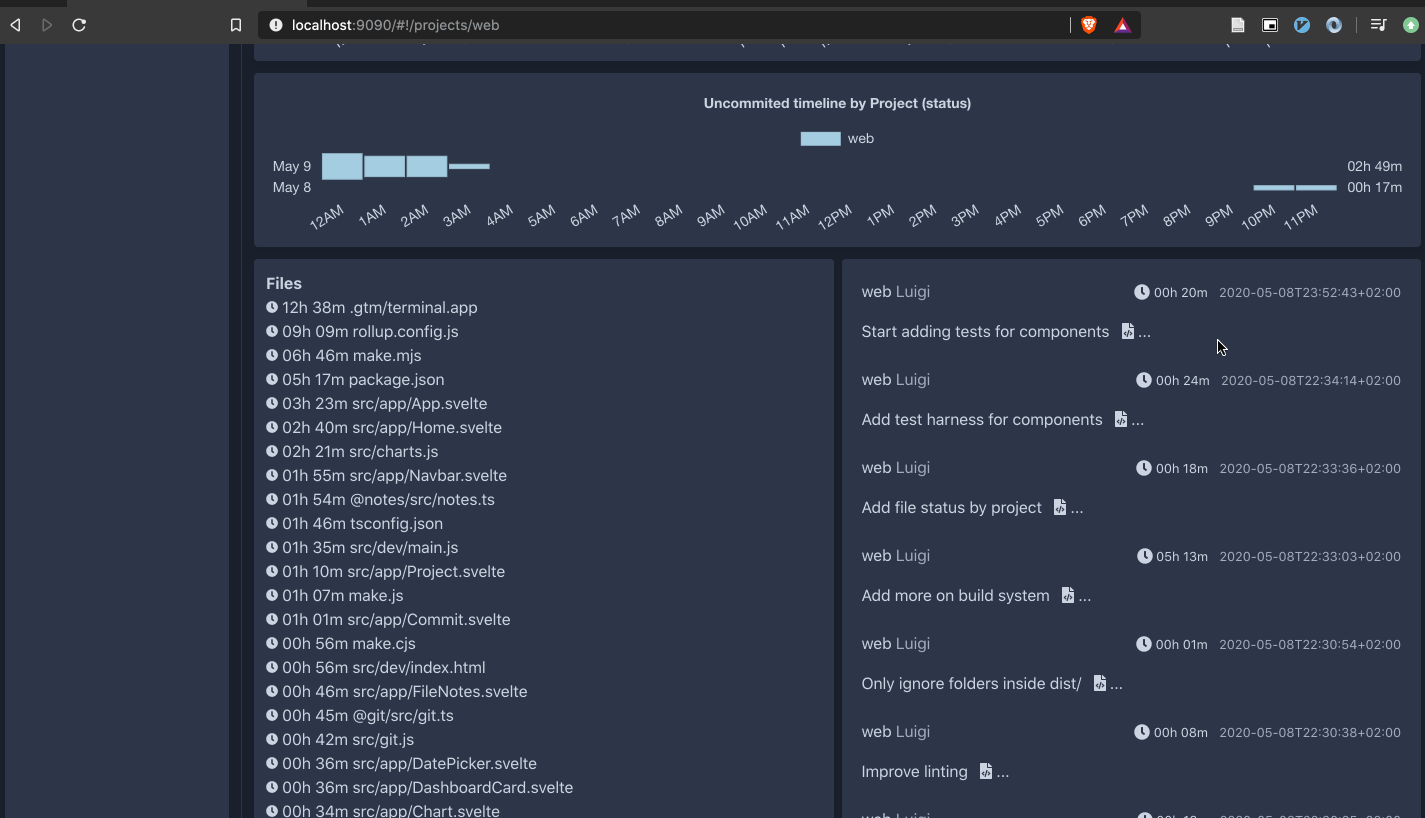 localhost:9090/#!/projects/web
Uncommited timeline by Project (status)
web
May 9
02h 49m
May 8
00h 17m
12AM 1AM 2AM 3AM 4AM 5AM 6AM 7AM 8AM 9AM 10AM 11AM 12PM 1PM 2PM 3PM 4PM 5PM 6PM 7PM 8PM 9PM 10PM 11PM
Files
12h 38m .gtm/terminal.app
09h 09m rollup.config.js
06h 46m make.mjs
05h 17m package.json
03h 23m src/app/App.svelte
02h 40m src/app/Home.svelte
02h 21m src/charts.js
01h 55m src/app/Navbar.svelte
01h 54m @notes/src/notes.ts
01h 46m tsconfig.json
01h 35m src/dev/main.js
01h 10m src/app/Project.svelte
01h 07m make.js
01h 01m src/app/Commit.svelte
00h 56m make.cjs
00h 56m src/dev/index.html
00h 46m src/app/FileNotes.svelte
00h 45m @git/src/git.ts
00h 42m src/git.js
00h 36m src/app/DatePicker.svelte
00h 36m src/app/DashboardCard.svelte
00h 34m src/app/Chart.svelte
web Luigi 00h 20m 2020-05-08T23:52:43+02:00
Start adding tests for components ...
web Luigi 00h 24m 2020-05-08T22:34:14+02:00
Add test harness for components ...
web Luigi 00h 18m 2020-05-08T22:33:36+02:00
Add file status by project ...
web Luigi 05h 13m 2020-05-08T22:33:03+02:00
Add more on build system ...
web Luigi 00h 01m 2020-05-08T22:30:54+02:00
Only ignore folders inside dist/ ...
web Luigi 00h 08m 2020-05-08T22:30:38+02:00
Improve linting ...